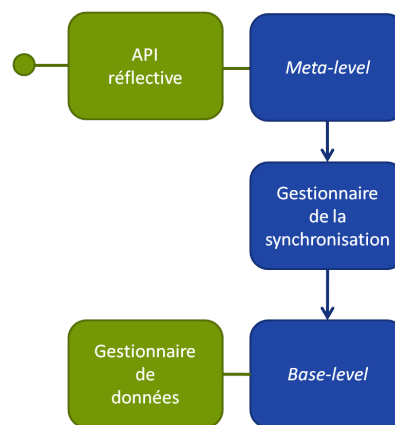 API
réflective
Meta-level
Gestionnaire
de la
synchronisation
Gestionnaire
de
données
Base-level